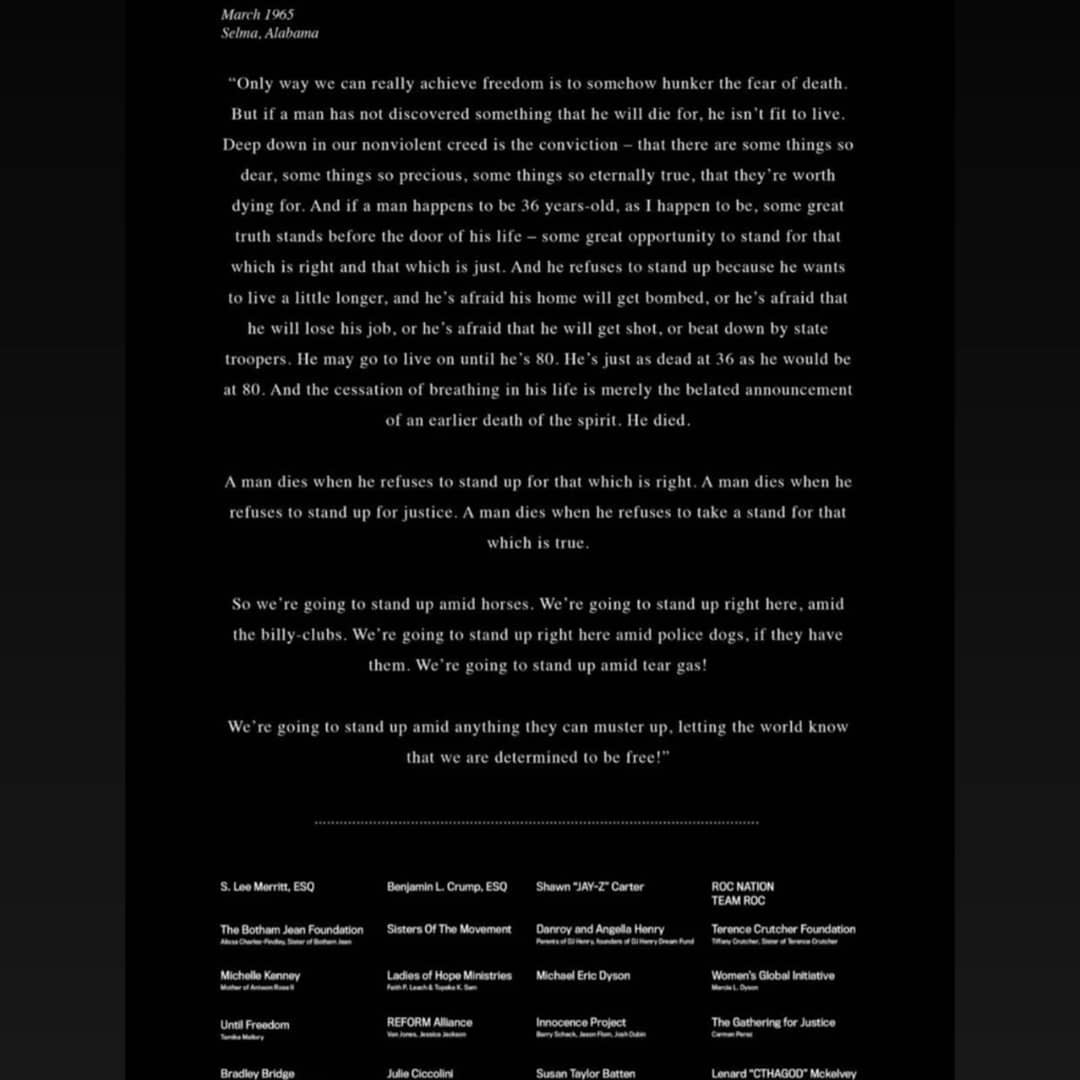 March 1965
Selma, Alabama
“Only way we can really achieve freedom is to somehow hunker the fear of death.
But if a man has not discovered something that he will die for, he isn’t fit to live.
Deep down in our nonviolent creed is the conviction – that there are some things so
dear, some things so precious, some things so eternally true, that they’re worth
dying for. And if a man happens to be 36 years-old, as I happen to be, some great
truth stands before the door of his life – some great opportunity to stand for that
which is right and that which is just. And he refuses to stand up because he wants
to live a little longer, and he’s afraid his home will get bombed, or he’s afraid that
he will lose his job, or he’s afraid that he will get shot, or beat down by state
troopers. He may go to live on until he’s 80. He’s just as dead at 36 as he would be
at 80. And the cessation of breathing in his life is merely the belated announcement
of an earlier death of the spirit. He died.
A man dies when he refuses to stand up for that which is right. A man dies when he
refuses to stand up for justice. A man dies when he refuses to take a stand for that
which is true.
So we’re going to stand up amid horses. We’re going to stand up right here, amid
the billy-clubs. We’re going to stand up right here amid police dogs, if they have
them. We’re going to stand up amid tear gas!
We’re going to stand up amid anything they can muster up, letting the world know
that we are determined to be free!”
S. Lee Merritt, ESQ Benjamin L. Crump, ESQ Shawn “JAY-Z” Carter ROC NATION
TEAM ROC
The Botham Jean Foundation Sisters Of The Movement Danroy and Angella Henry Terence Crutcher Foundation
Allisa Charles-Findley, Sister of Botham Jean Parents of DJ Henry, founders of DJ Henry Dream Fund Tiffany Crutcher, Sister of Terence Crutcher
Michelle Kenney Ladies of Hope Ministries Michael Eric Dyson Women’s Global Initiative
Mother of Antwon Rose II Faith P. Leach & Topeka K. Sam Marcia L. Dyson
Until Freedom REFORM Alliance Innocence Project The Gathering for Justice
Tamika Mallory Van Jones, Jessica Jackson Barry Scheck, Jason Flom, Josh Dubin Carmen Perez
Bradley Bridge Julie Ciccolini Susan Taylor Batten Lenard “CTHAGOD” Mckelvey